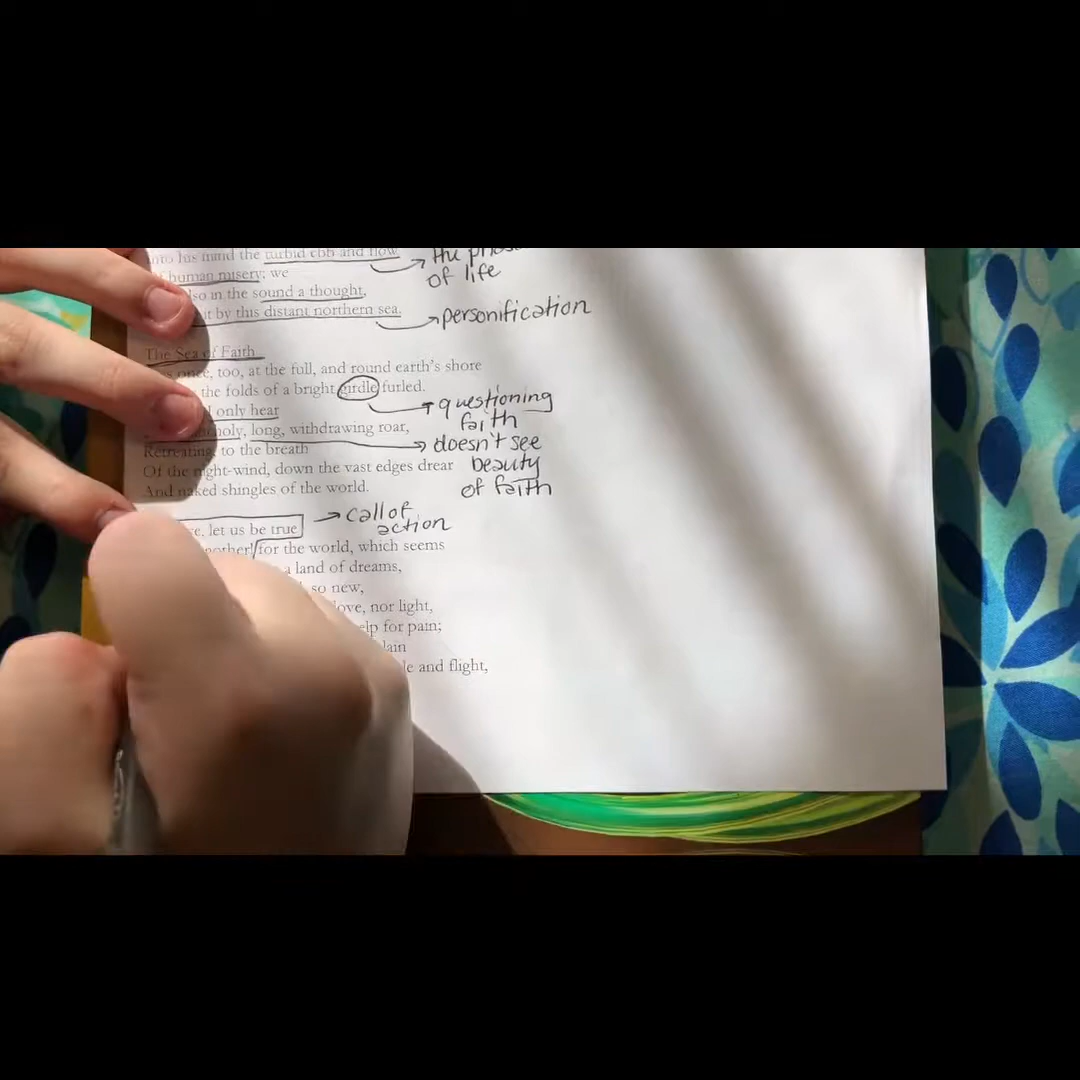 into his mind the turbid ebb and flow
the phase
of human misery; we
of life
also in the sound a thought,
it by this distant northern sea.
personification
The Sea of Faith
once, too, at the full, and round earth's shore
the folds of a bright girdle furled.
I only hear
questioning
faith
long, withdrawing roar,
Retreating, to the breath
doesn't see
Of the night-wind, down the vast edges drear
beauty
And naked shingles of the world.
of faith
let us be true
call of
action
another! for the world, which seems
a land of dreams,
so new,
love, nor light,
help for pain;
and flight,